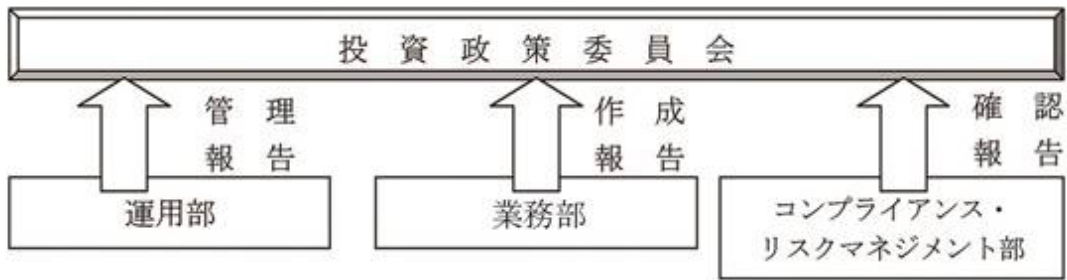 投資政策委員会
管理
報告
作成
報告
確認
報告
運用部
業務部
コンプライアンス・
リスクマネジメント部